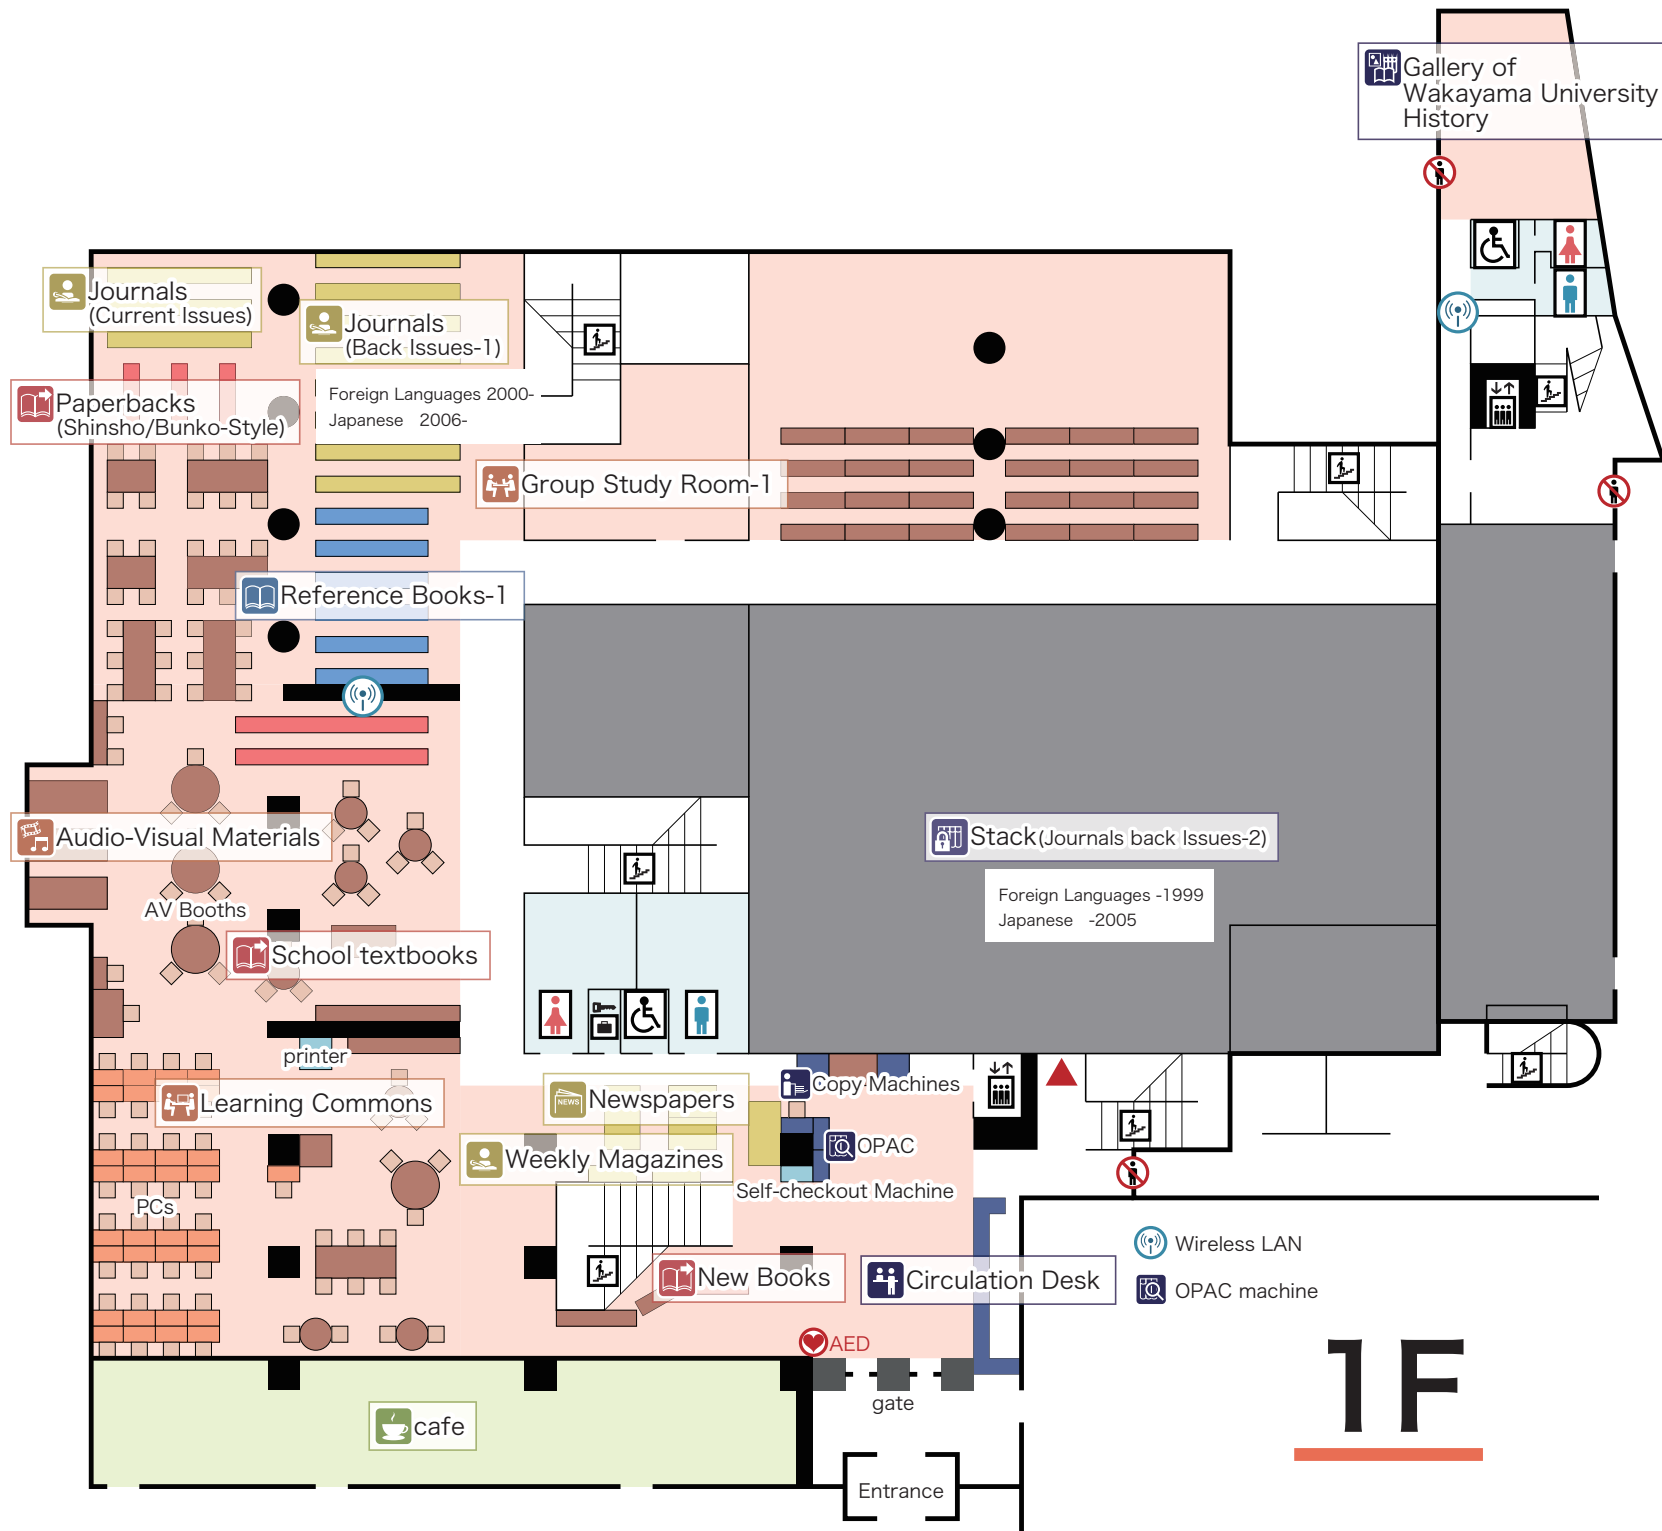 Gallery of
Wakayama University
History
Journals
(Current Issues)
Journals
(Back Issues-1)
Foreign Languages 2000-
Japanese 2006-
Paperbacks
(Shinsho/Bunko-Style)
Group Study Room-1
Reference Books-1
Audio-Visual Materials
Stack(Journals back Issues-2)
Foreign Languages -1999
Japanese -2005
AV Booths
School textbooks
printer
Copy Machines
Learning Commons
NEWS
Newspapers
OPAC
Weekly Magazines
Self-checkout Machine
PCs
Wireless LAN
New Books
Circulation Desk
OPAC machine
AED
1F
gate
cafe
Entrance